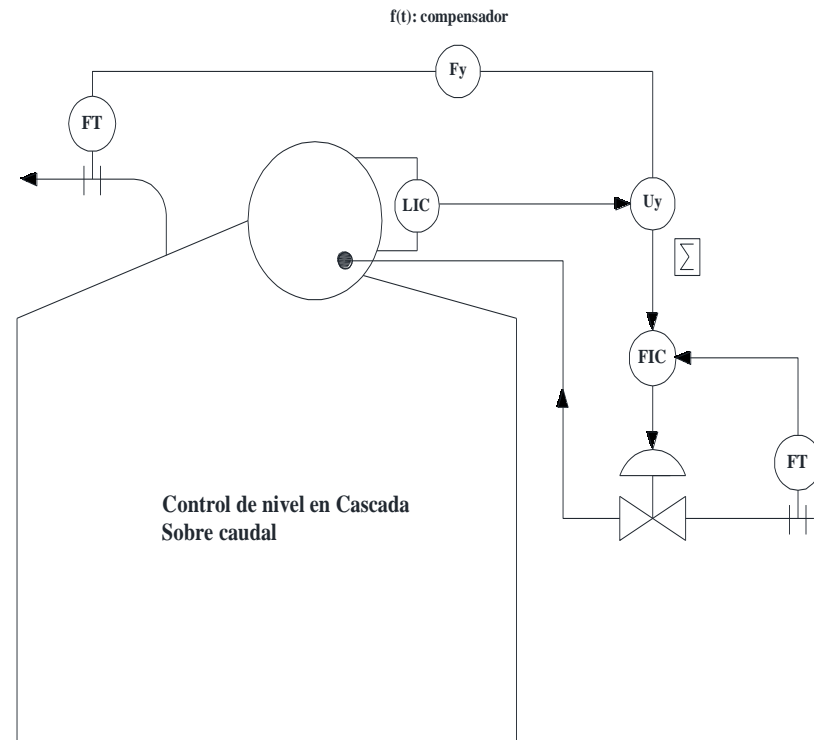 f(t): compensador
Fy
FT
LIC
Uy
Σ
FIC
FT
Control de nivel en Cascada
Sobre caudal